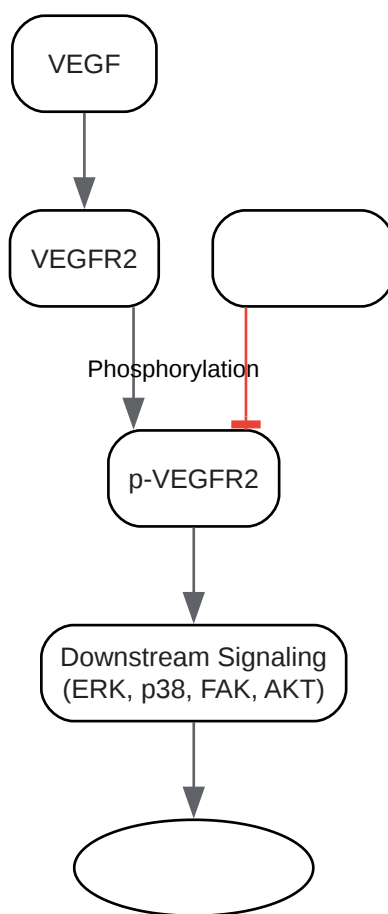 VEGF
VEGFR2
Phosphorylation
p-VEGFR2
Downstream Signaling
(ERK, p38, FAK, AKT)